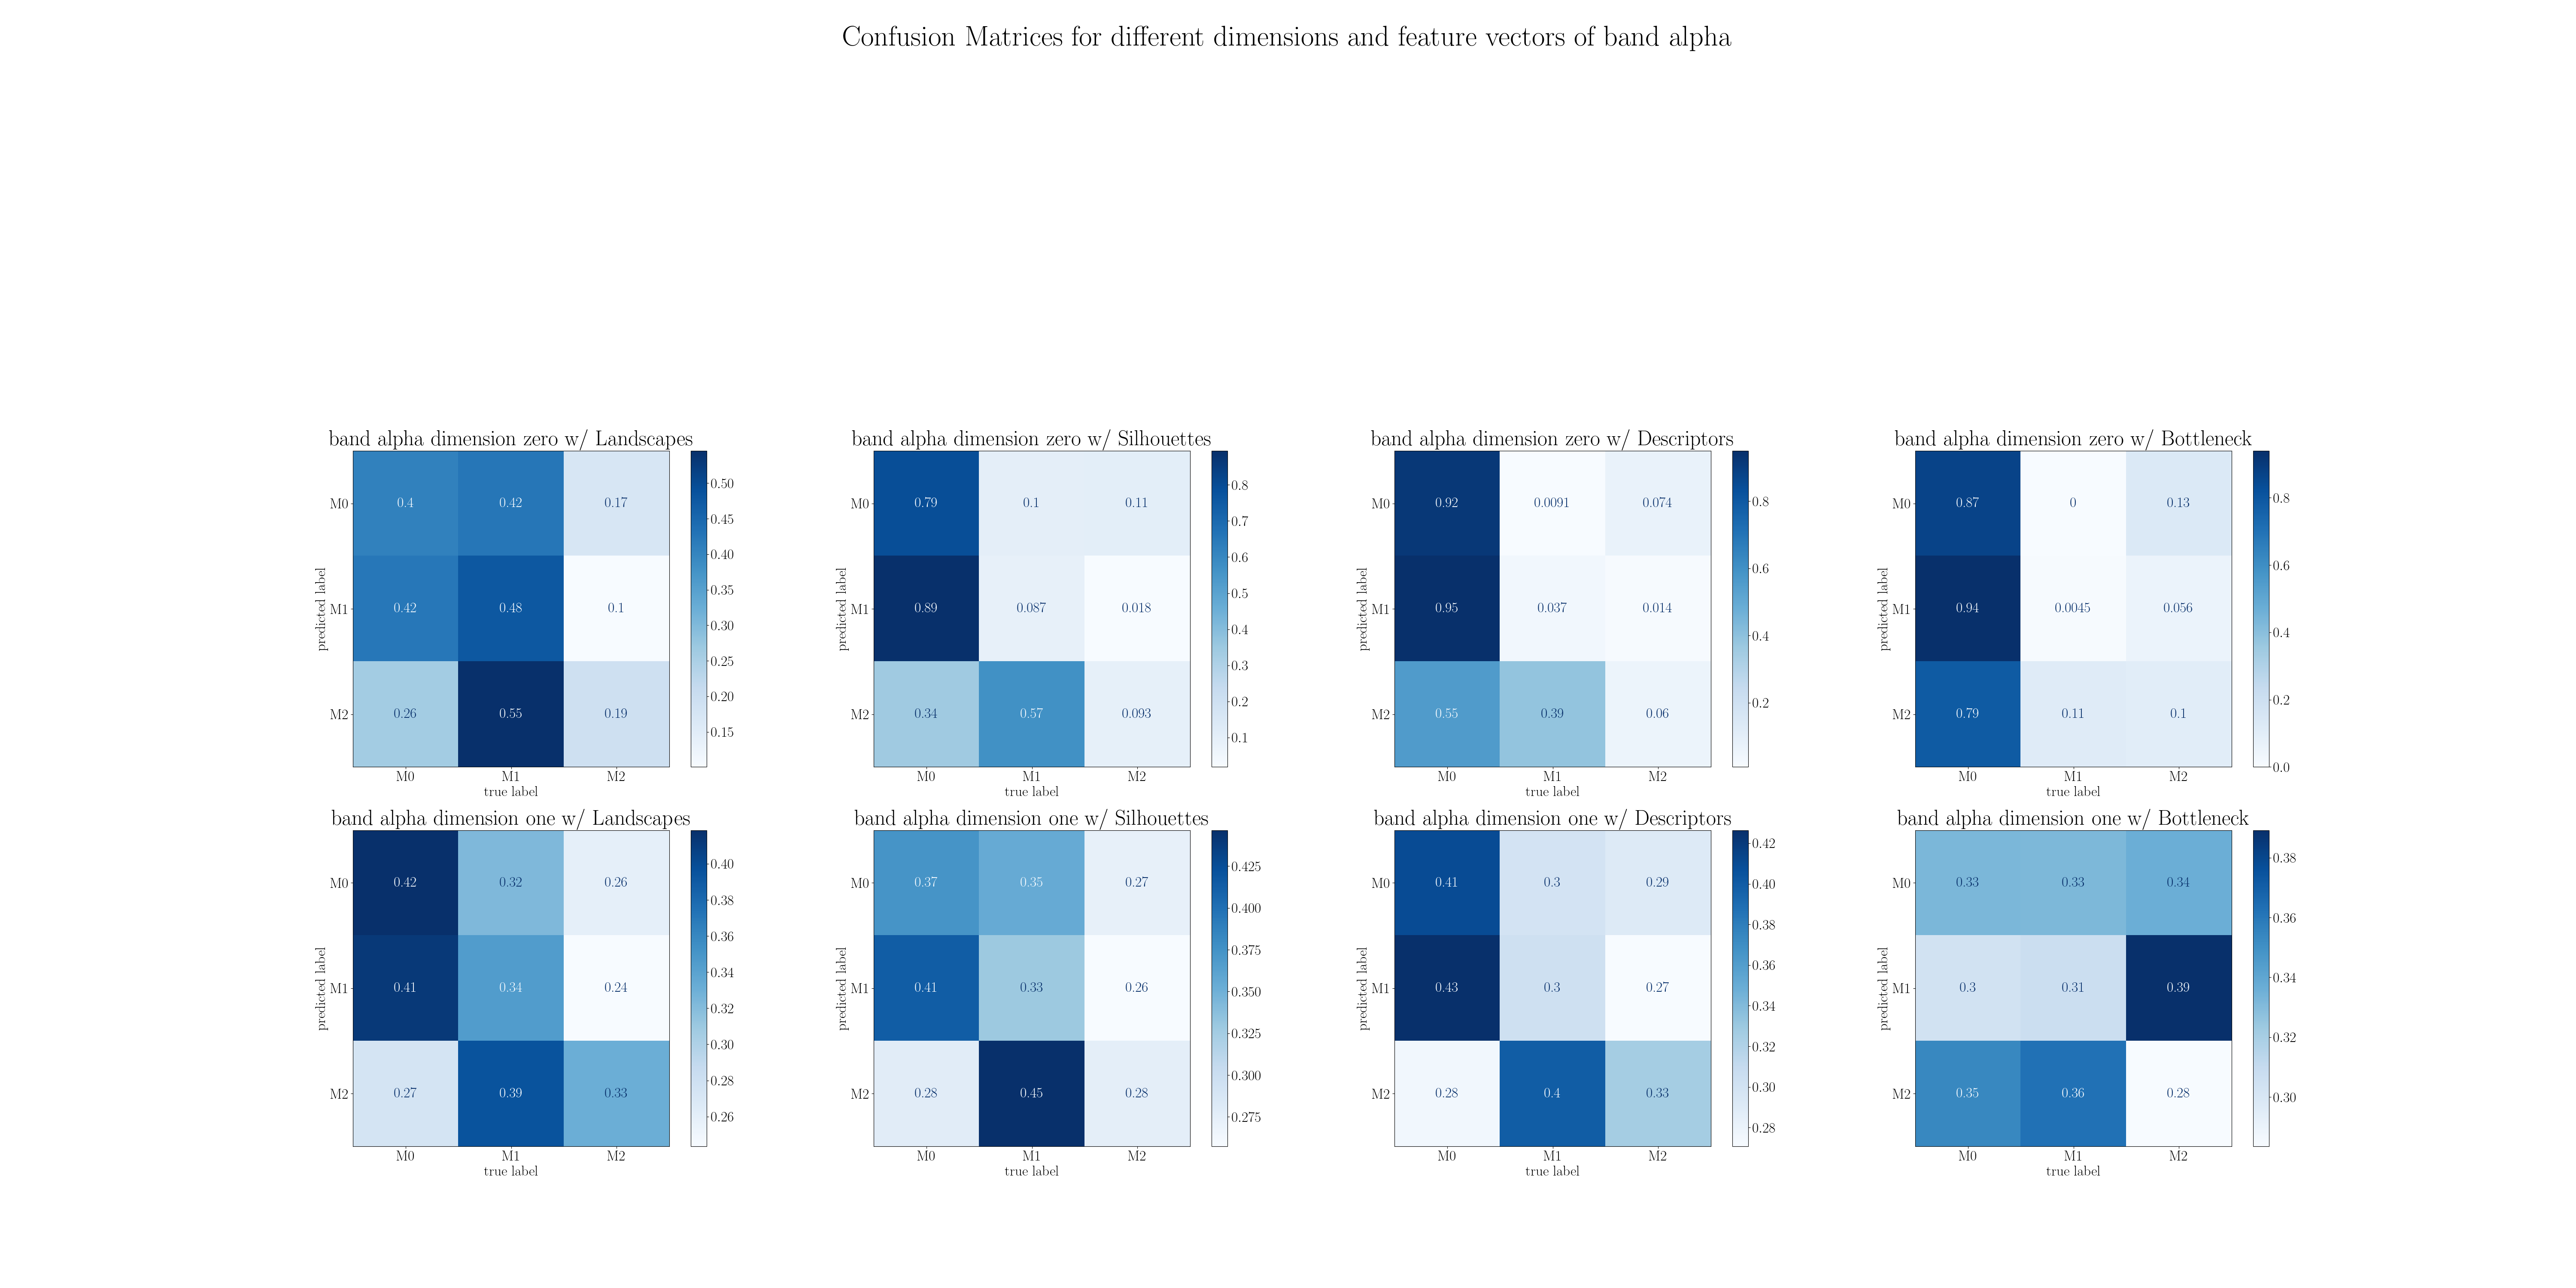 Confusion Matrices for different dimensions and feature vectors of band alpha
band alpha dimension zero w/ Landscapes
predicted label
M0 0.4 0.42 0.17
M1 0.42 0.48 0.1
M2 0.26 0.55 0.19
M0 M1 M2
true label
0.50
0.45
0.40
0.35
0.30
0.25
0.20
0.15
band alpha dimension zero w/ Silhouettes
predicted label
M0 0.79 0.1 0.11
M1 0.89 0.087 0.018
M2 0.34 0.57 0.093
M0 M1 M2
true label
0.8
0.7
0.6
0.5
0.4
0.3
0.2
0.1
band alpha dimension zero w/ Descriptors
predicted label
M0 0.92 0.0091 0.074
M1 0.95 0.037 0.014
M2 0.55 0.39 0.06
M0 M1 M2
true label
0.8
0.6
0.4
0.2
band alpha dimension zero w/ Bottleneck
predicted label
M0 0.87 0 0.13
M1 0.94 0.0045 0.056
M2 0.79 0.11 0.1
M0 M1 M2
true label
0.8
0.6
0.4
0.2
0.0
band alpha dimension one w/ Landscapes
predicted label
M0 0.42 0.32 0.26
M1 0.41 0.34 0.24
M2 0.27 0.39 0.33
M0 M1 M2
true label
0.40
0.38
0.36
0.34
0.32
0.30
0.28
0.26
band alpha dimension one w/ Silhouettes
predicted label
M0 0.37 0.35 0.27
M1 0.41 0.33 0.26
M2 0.28 0.45 0.28
M0 M1 M2
true label
0.425
0.400
0.375
0.350
0.325
0.300
0.275
band alpha dimension one w/ Descriptors
predicted label
M0 0.41 0.3 0.29
M1 0.43 0.3 0.27
M2 0.28 0.4 0.33
M0 M1 M2
true label
0.42
0.40
0.38
0.36
0.34
0.32
0.30
0.28
band alpha dimension one w/ Bottleneck
predicted label
M0 0.33 0.33 0.34
M1 0.3 0.31 0.39
M2 0.35 0.36 0.28
M0 M1 M2
true label
0.38
0.36
0.34
0.32
0.30